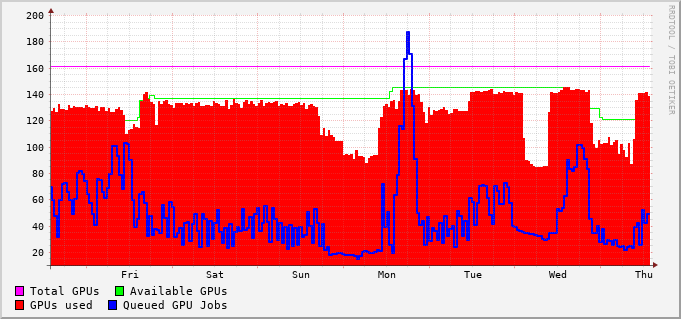 200
180
160
140
120
100
80
60
40
20
Fri Sat Sun Mon Tue Wed Thu
Total GPUs Available GPUs
GPUs used Queued GPU Jobs
RRDTOOL / TOBI OETIKER